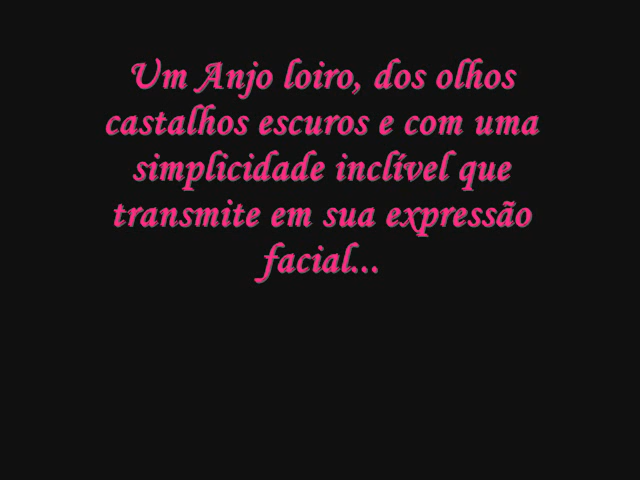 Um Anjo loiro, dos olhos
castalhos escuros e com uma
simplicidade inclível que
transmite em sua expressão
facial...